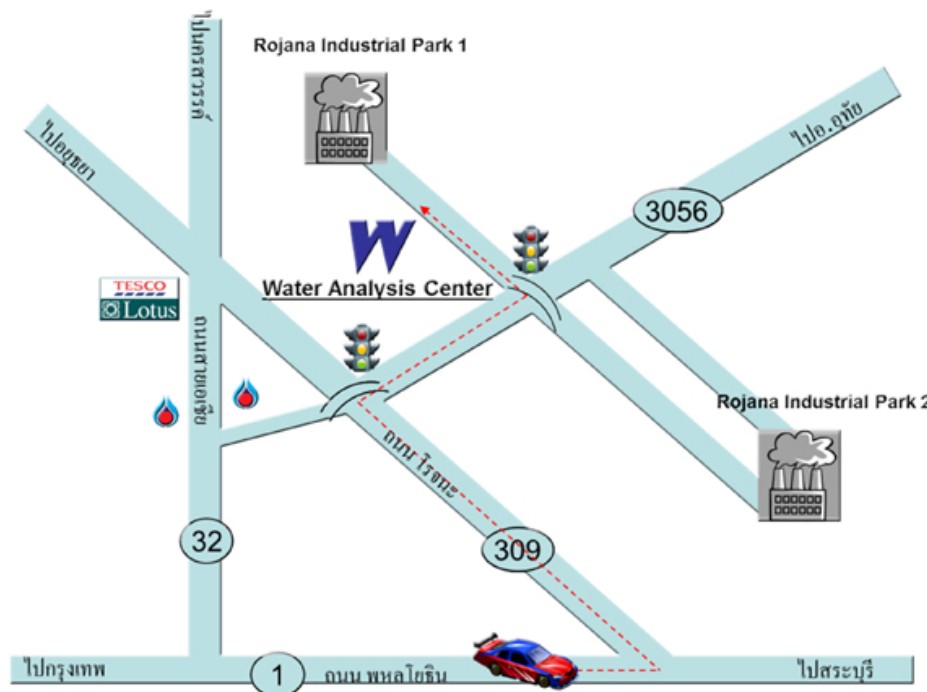 Rojana Industrial Park 1
ไปนครสวรรค์
ไปอยุธยา
ไปอ.อุทัย
3056
W
Water Analysis Center
TESCO
Lotus
ถนนสายเอเซีย
Rojana Industrial Park 2
ถนน โรจนะ
32
309
ไปกรุงเทพ
1
ถนน พหลโยธิน
ไปสระบุรี